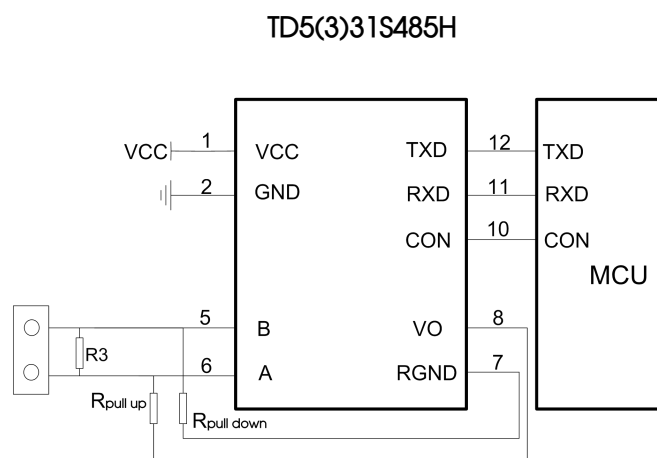 TD5(3)31S485H
VCC 1 VCC TXD 12 TXD
2 GND RXD 11 RXD
CON 10 CON
MCU
5 B VO 8
R3
6 A RGND 7
Rpull up
Rpull down